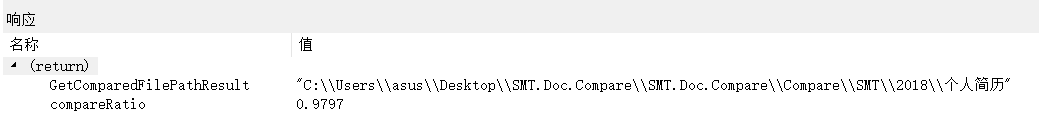 响应
名称 值
(return)
GetComparedFilePathResult "C:\\Users\\asus\\Desktop\\SMT.Doc.Compare\\SMT.Doc.Compare\\Compare\\SMT\\2018\\个人简历"
compareRatio 0.9797